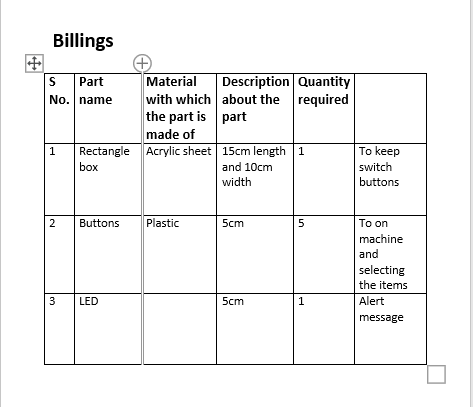 Billings
S No. Part name Material with which the part is made of Description about the part Quantity required
1 Rectangle box Acrylic sheet 15cm length and 10cm width 1 To keep switch buttons
2 Buttons Plastic 5cm 5 To on machine and selecting the items
3 LED 5cm 1 Alert message